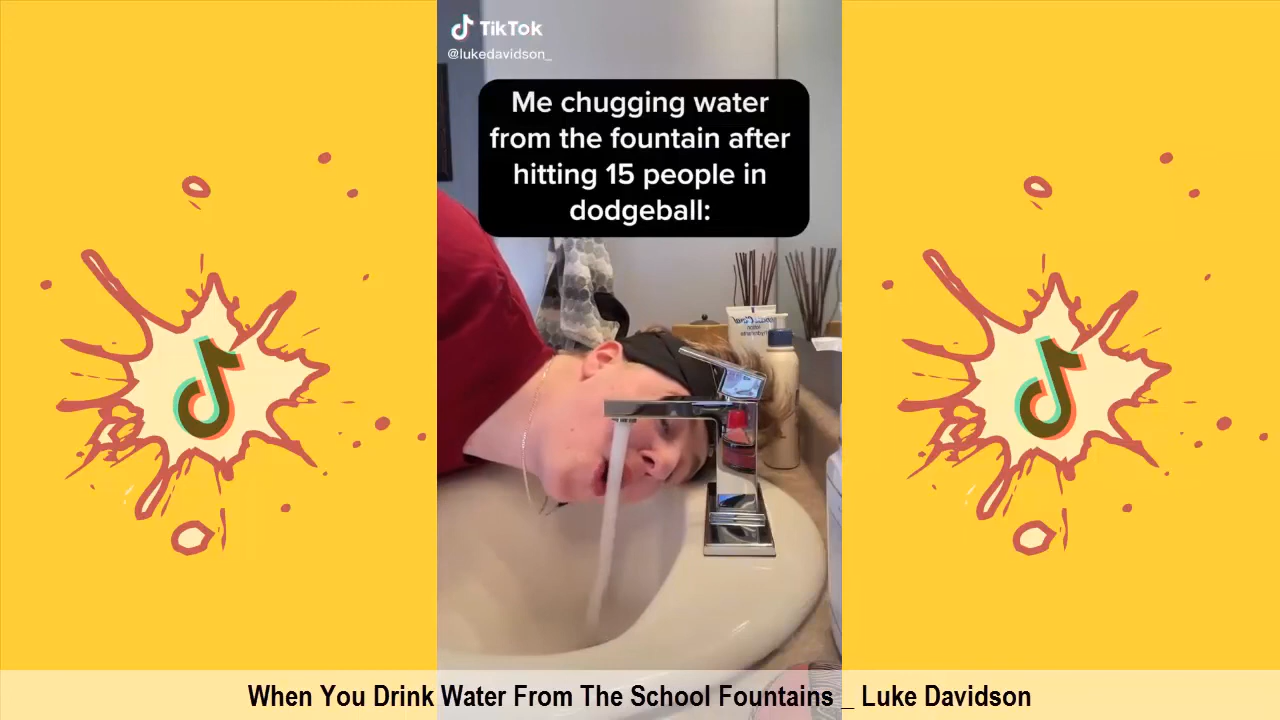 TikTok
@lukedavidson_
Me chugging water
from the fountain after
hitting 15 people in
dodgeball:
When You Drink Water From The School Fountains _ Luke Davidson